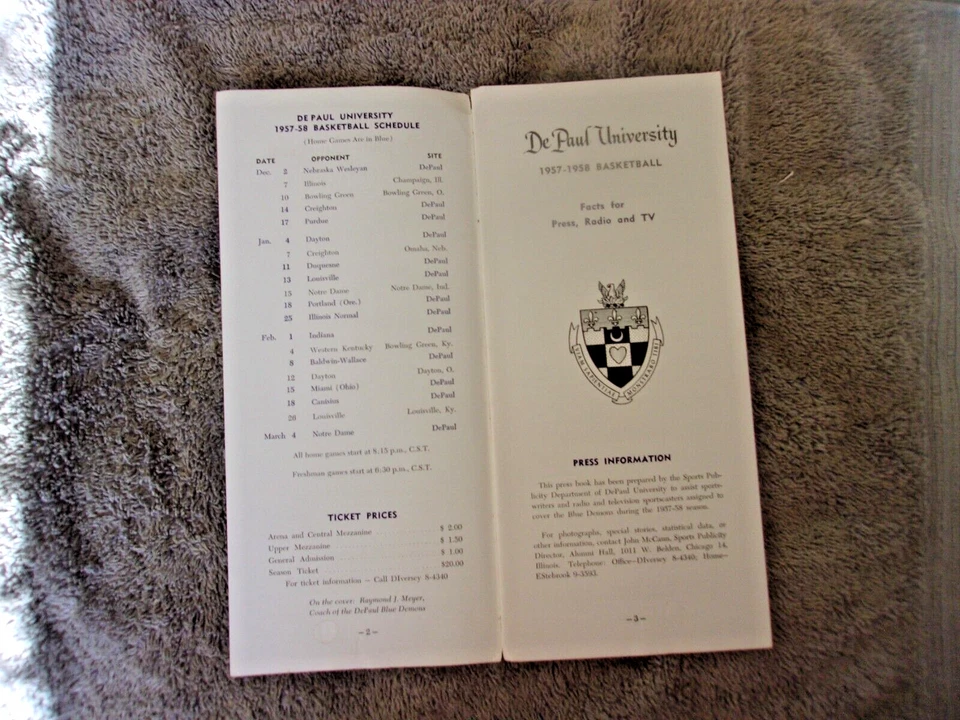 DE PAUL UNIVERSITY
1957-58 BASKETBALL SCHEDULE
(Home Games Are in Blue)
DATE OPPONENT SITE
Dec. Nebraska Wesleyan DePaul
7 Illinois Champaign, Ill.
10 Bowling Green Bowling Green, O.
14 Creighton DePaul
17 Purdue DePaul
Jan. 4 Dayton DePaul
7 Creighton Omaha, Neb.
11 Duquesne DePaul
13 Louisville DePaul
15 Notre Dame Notre Dame, Ind.
18 Portland (Ore.) DePaul
25 Illinois Normal DePaul
Feb. 1 Indiana DePaul
4 Western Kentucky Bowling Green, Ky.
8 Baldwin-Wallace DePaul
12 Dayton Dayton, O.
15 Miami (Ohio) DePaul
18 Canisius DePaul
26 Louisville Louisville, Ky.
March 4 Notre Dame DePaul
All home games start at 8:15 p.m., C.S.T.
Freshman games start at 6:30 p.m., C.S.T.
TICKET PRICES
Arena and Central Mezzanine $ 2.00
Upper Mezzanine $ 1.50
General Admission $ 1.00
Season Ticket $20.00
For ticket information — Call DIversey 8-4340
On the cover: Raymond J. Meyer,
Coach of the DePaul Blue Demons
—2—
De Paul University
1957-1958 BASKETBALL
Facts for
Press, Radio and TV
VIAM SAPIENTIAE MONSTRABO TIBI
PRESS INFORMATION
This press book has been prepared by the Sports Pub-
licity Department of DePaul University to assist sports-
writers and radio and television sportscasters assigned to
cover the Blue Demons during the 1957-58 season.
For photographs, special stories, statistical data, or
other information, contact John McCann, Sports Publicity
Director, Alumni Hall, 1011 W. Belden, Chicago 14,
Illinois. Telephone: Office—DIversey 8-4340; Home—
EStebrook 9-3593.
—3—